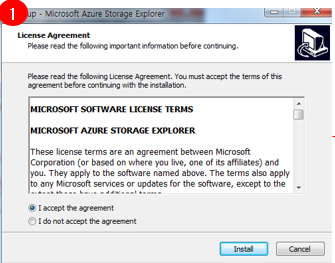 1
up - Microsoft Azure Storage Explorer
License Agreement
Please read the following important information before continuing.
Please read the following License Agreement. You must accept the terms of this
agreement before continuing with the installation.
MICROSOFT SOFTWARE LICENSE TERMS
MICROSOFT AZURE STORAGE EXPLORER
These license terms are an agreement between Microsoft
Corporation (or based on where you live, one of its affiliates) and
you. They apply to the software named above. The terms also apply
to any Microsoft services or updates for the software, except to the
extent those have additional terms.
I accept the agreement
I do not accept the agreement
Install
Cancel